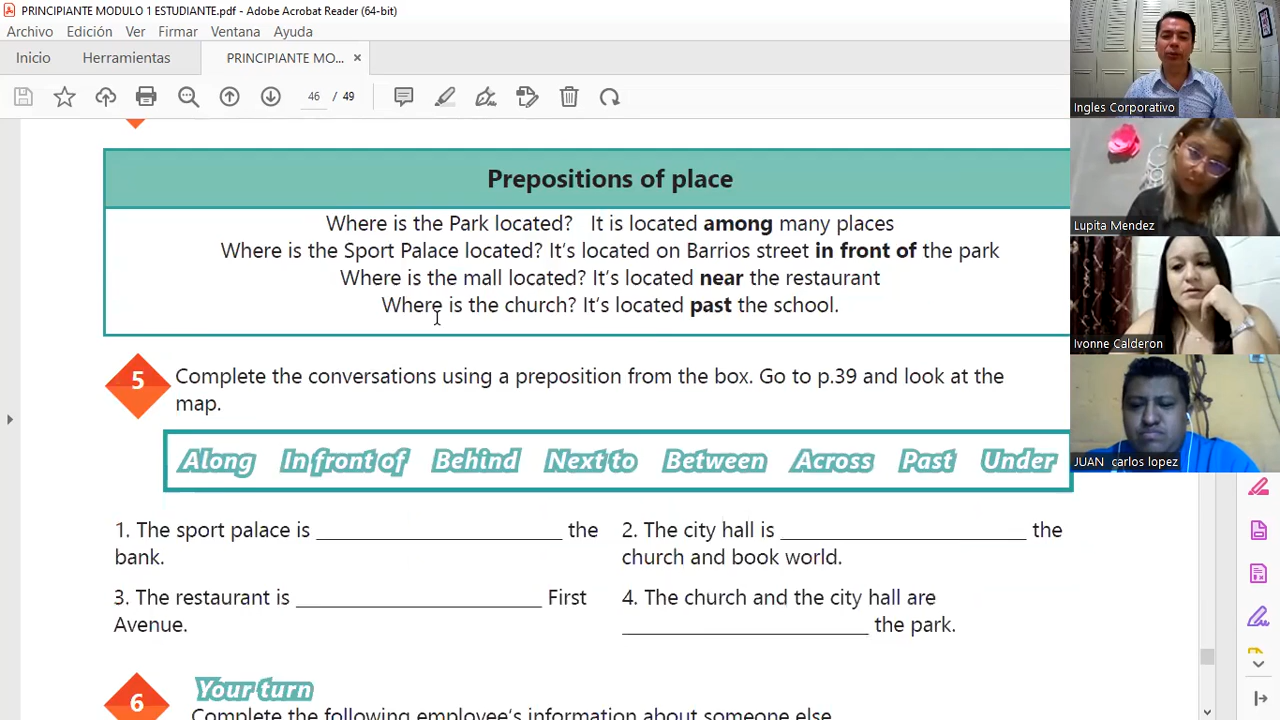 PRINCIPIANTE MODULO 1 ESTUDIANTE.pdf - Adobe Acrobat Reader (64-bit)
Archivo Edición Ver Firmar Ventana Ayuda
Inicio Herramientas PRINCIPIANTE MO... ×
46 / 49
Prepositions of place
Where is the Park located? It is located among many places
Where is the Sport Palace located? It's located on Barrios street in front of the park
Where is the mall located? It's located near the restaurant
Where is the church? It's located past the school.
5
Complete the conversations using a preposition from the box. Go to p.39 and look at the
map.
Along In front of Behind Next to Between Across Past Under
1. The sport palace is ______ the
bank.
2. The city hall is ______ the
church and book world.
3. The restaurant is ______ First
Avenue.
4. The church and the city hall are
______ the park.
6
Your turn
Complete the following employee's information about someone else
Ingles Corporativo
Lupita Mendez
Ivonne Calderon
JUAN carlos lopez